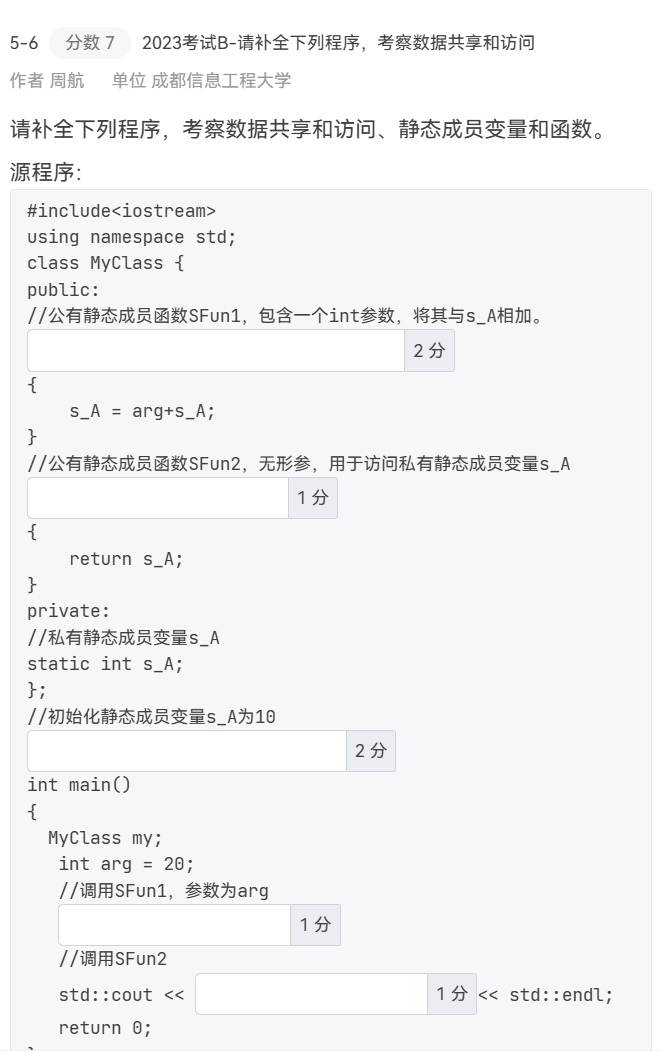 5-6 分数 7 2023考试B-请补全下列程序，考察数据共享和访问
作者 周航 单位 成都信息工程大学
请补全下列程序，考察数据共享和访问、静态成员变量和函数。
源程序:
#include<iostream>
using namespace std;
class MyClass {
public:
//公有静态成员函数SFun1，包含一个int参数，将其与s_A相加。
2 分
{
s_A = arg+s_A;
}
//公有静态成员函数SFun2，无形参，用于访问私有静态成员变量s_A
1 分
{
return s_A;
}
private:
//私有静态成员变量s_A
static int s_A;
};
//初始化静态成员变量s_A为10
2 分
int main()
{
MyClass my;
int arg = 20;
//调用SFun1，参数为arg
1 分
//调用SFun2
std::cout << 1 分 << std::endl;
return 0;